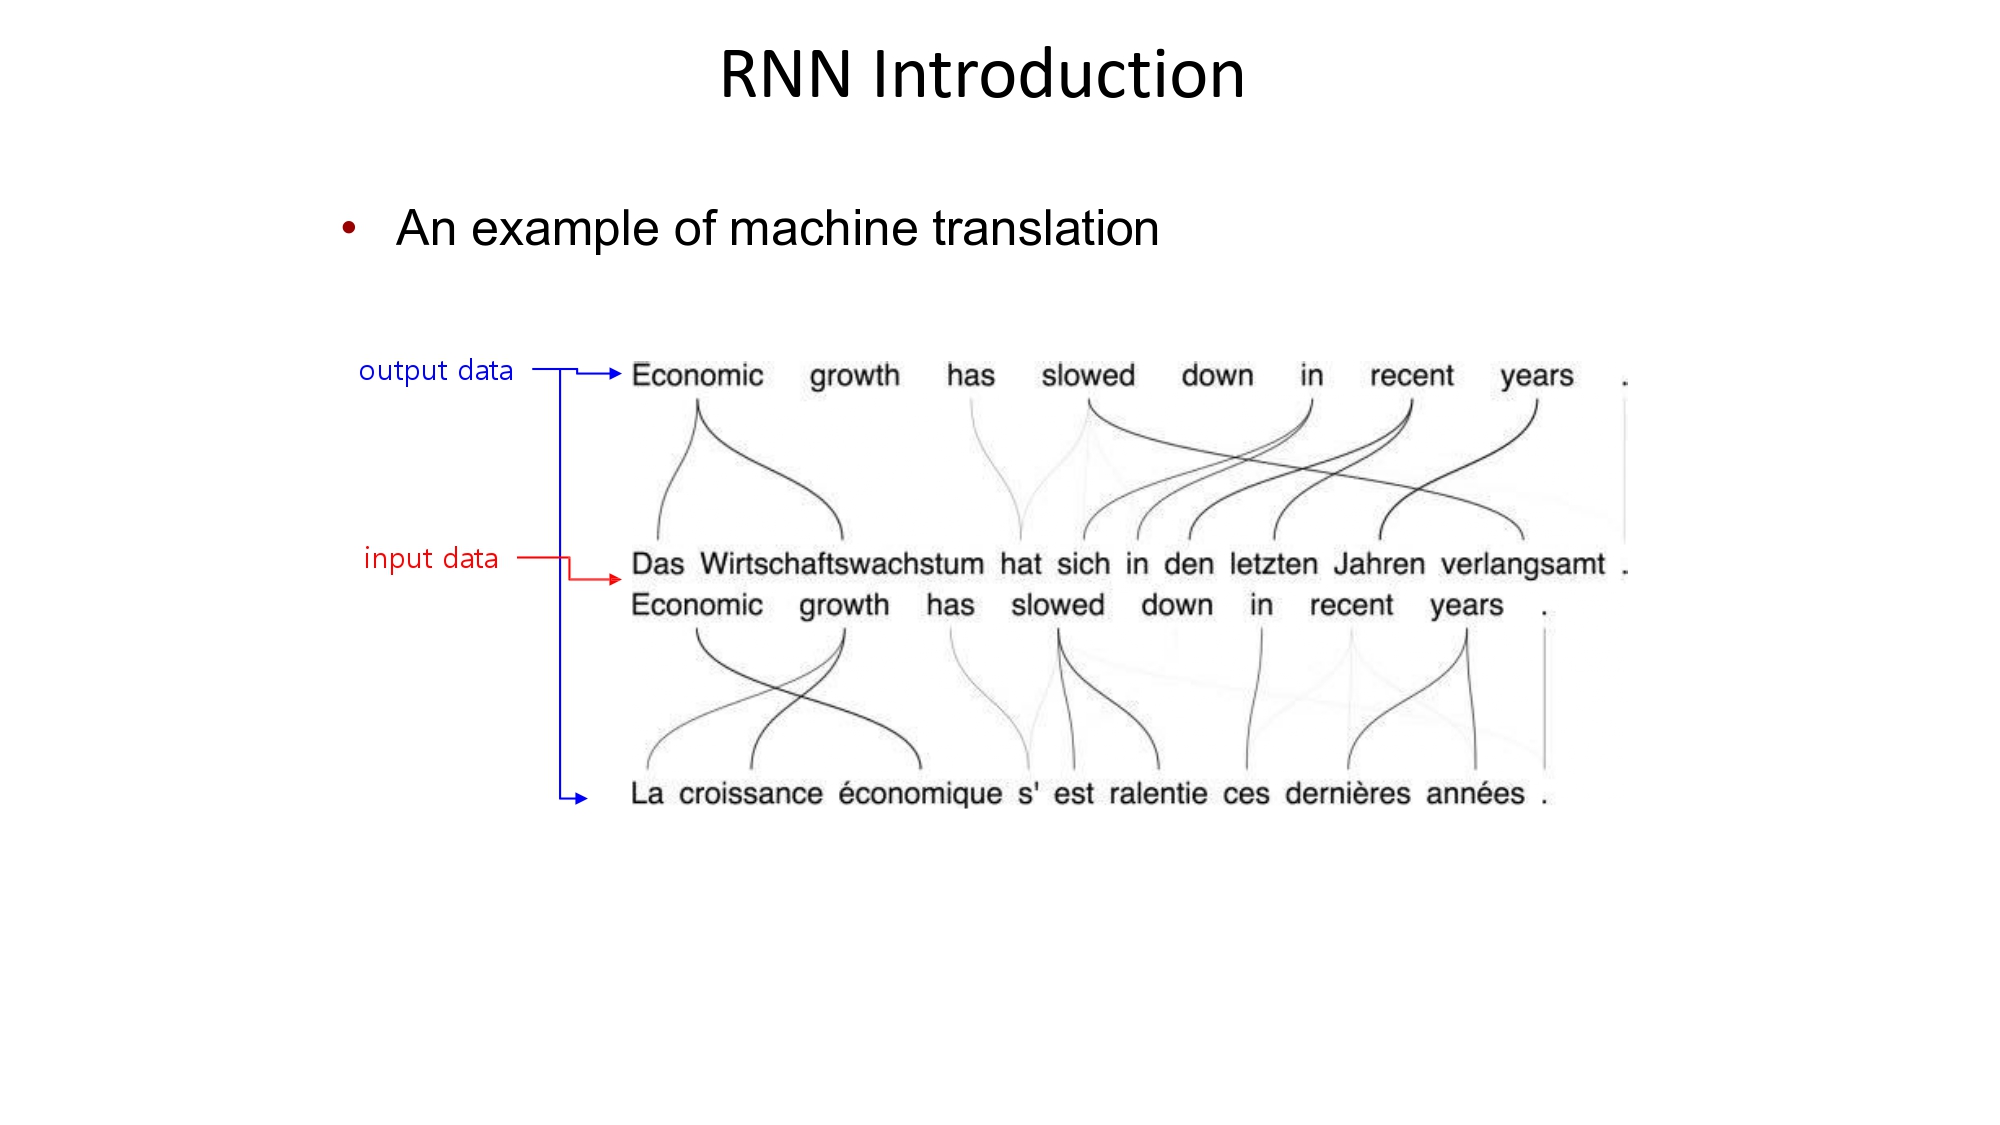 RNN Introduction
• An example of machine translation
output data
Economic growth has slowed down in recent years .
input data
Das Wirtschaftswachstum hat sich in den letzten Jahren verlangsamt .
Economic growth has slowed down in recent years .
La croissance économique s' est ralentie ces dernières années .